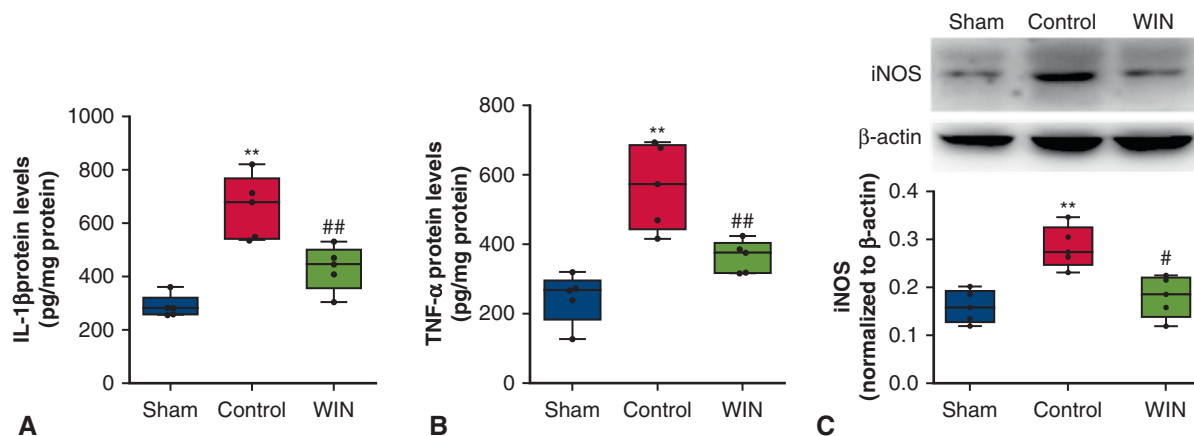 IL-1βprotein levels
(pg/mg protein)
1000
800
600
400
200
0
**
##
Sham Control WIN
A
TNF-α protein levels
(pg/mg protein)
800
600
400
200
0
**
##
Sham Control WIN
B
Sham Control WIN
iNOS
β-actin
iNOS
(normalized to β-actin)
0.4
0.3
0.2
0.1
0.0
**
#
Sham Control WIN
C